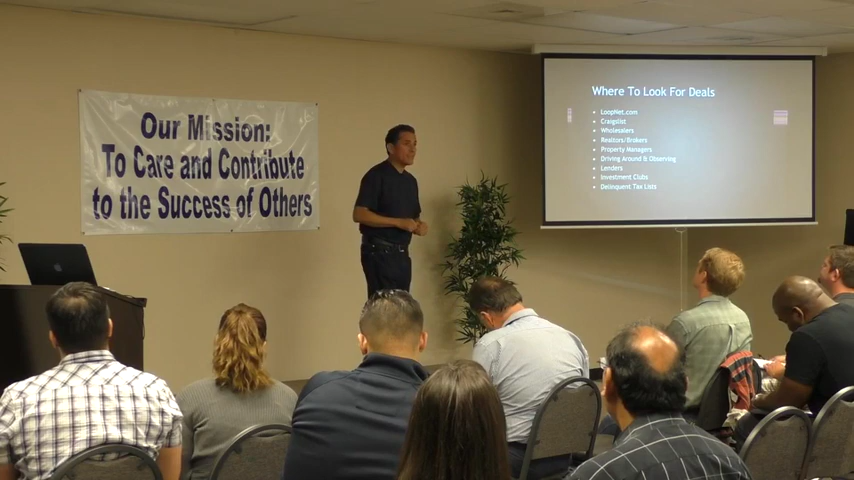 Our Mission:
To Care and Contribute
to the Success of Others
Where To Look For Deals
LoopNet.com
Craigslist
Wholesalers
Realtors/Brokers
Property Managers
Driving Around & Observing
Lenders
Investment Clubs
Delinquent Tax Lists